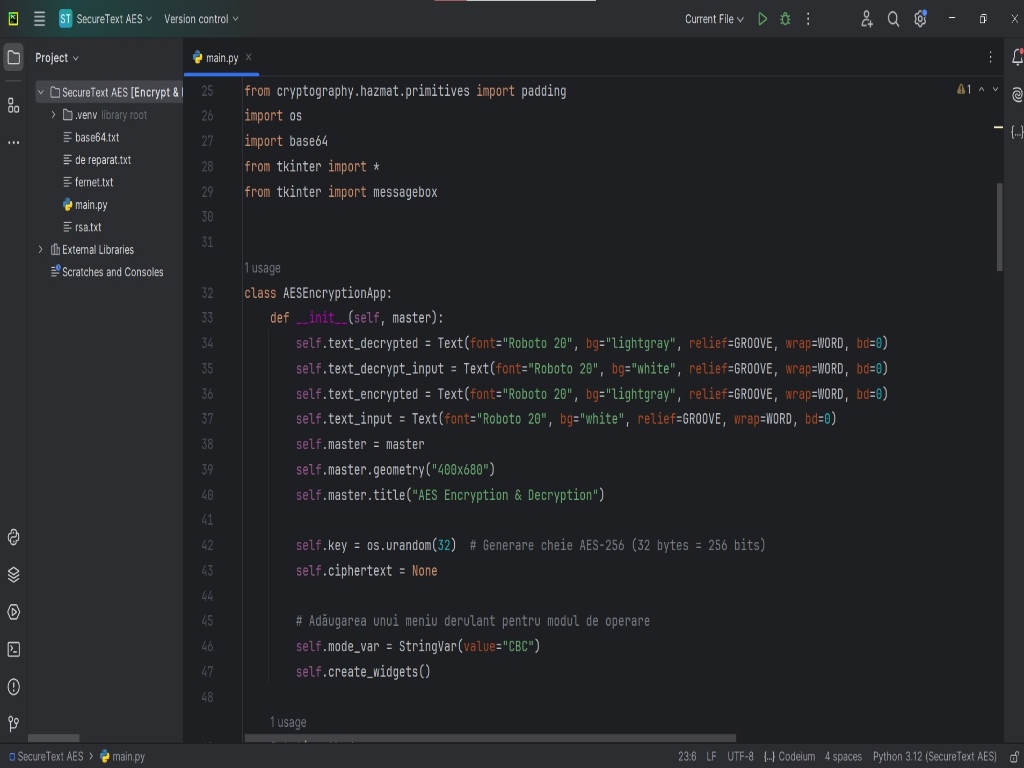 ST SecureText AES Version control Current File
Project
main.py
SecureText AES [Encrypt &
.venv library root
base64.txt
de reparat.txt
fernet.txt
main.py
rsa.txt
External Libraries
Scratches and Consoles
1
25 from cryptography.hazmat.primitives import padding
26 import os
27 import base64
28 from tkinter import *
29 from tkinter import messagebox
30
31
1 usage
32 class AESEncryptionApp:
33 def __init__(self, master):
34 self.text_decrypted = Text(font="Roboto 20", bg="lightgray", relief=GROOVE, wrap=WORD, bd=0)
35 self.text_decrypt_input = Text(font="Roboto 20", bg="white", relief=GROOVE, wrap=WORD, bd=0)
36 self.text_encrypted = Text(font="Roboto 20", bg="lightgray", relief=GROOVE, wrap=WORD, bd=0)
37 self.text_input = Text(font="Roboto 20", bg="white", relief=GROOVE, wrap=WORD, bd=0)
38 self.master = master
39 self.master.geometry("400x680")
40 self.master.title("AES Encryption & Decryption")
41
42 self.key = os.urandom(32) # Generare cheie AES-256 (32 bytes = 256 bits)
43 self.ciphertext = None
44
45 # Adăugarea unui meniu derulant pentru modul de operare
46 self.mode_var = StringVar(value="CBC")
47 self.create_widgets()
48
1 usage
SecureText AES > main.py 23:6 LF UTF-8 {..} Codeium 4 spaces Python 3.12 (SecureText AES)